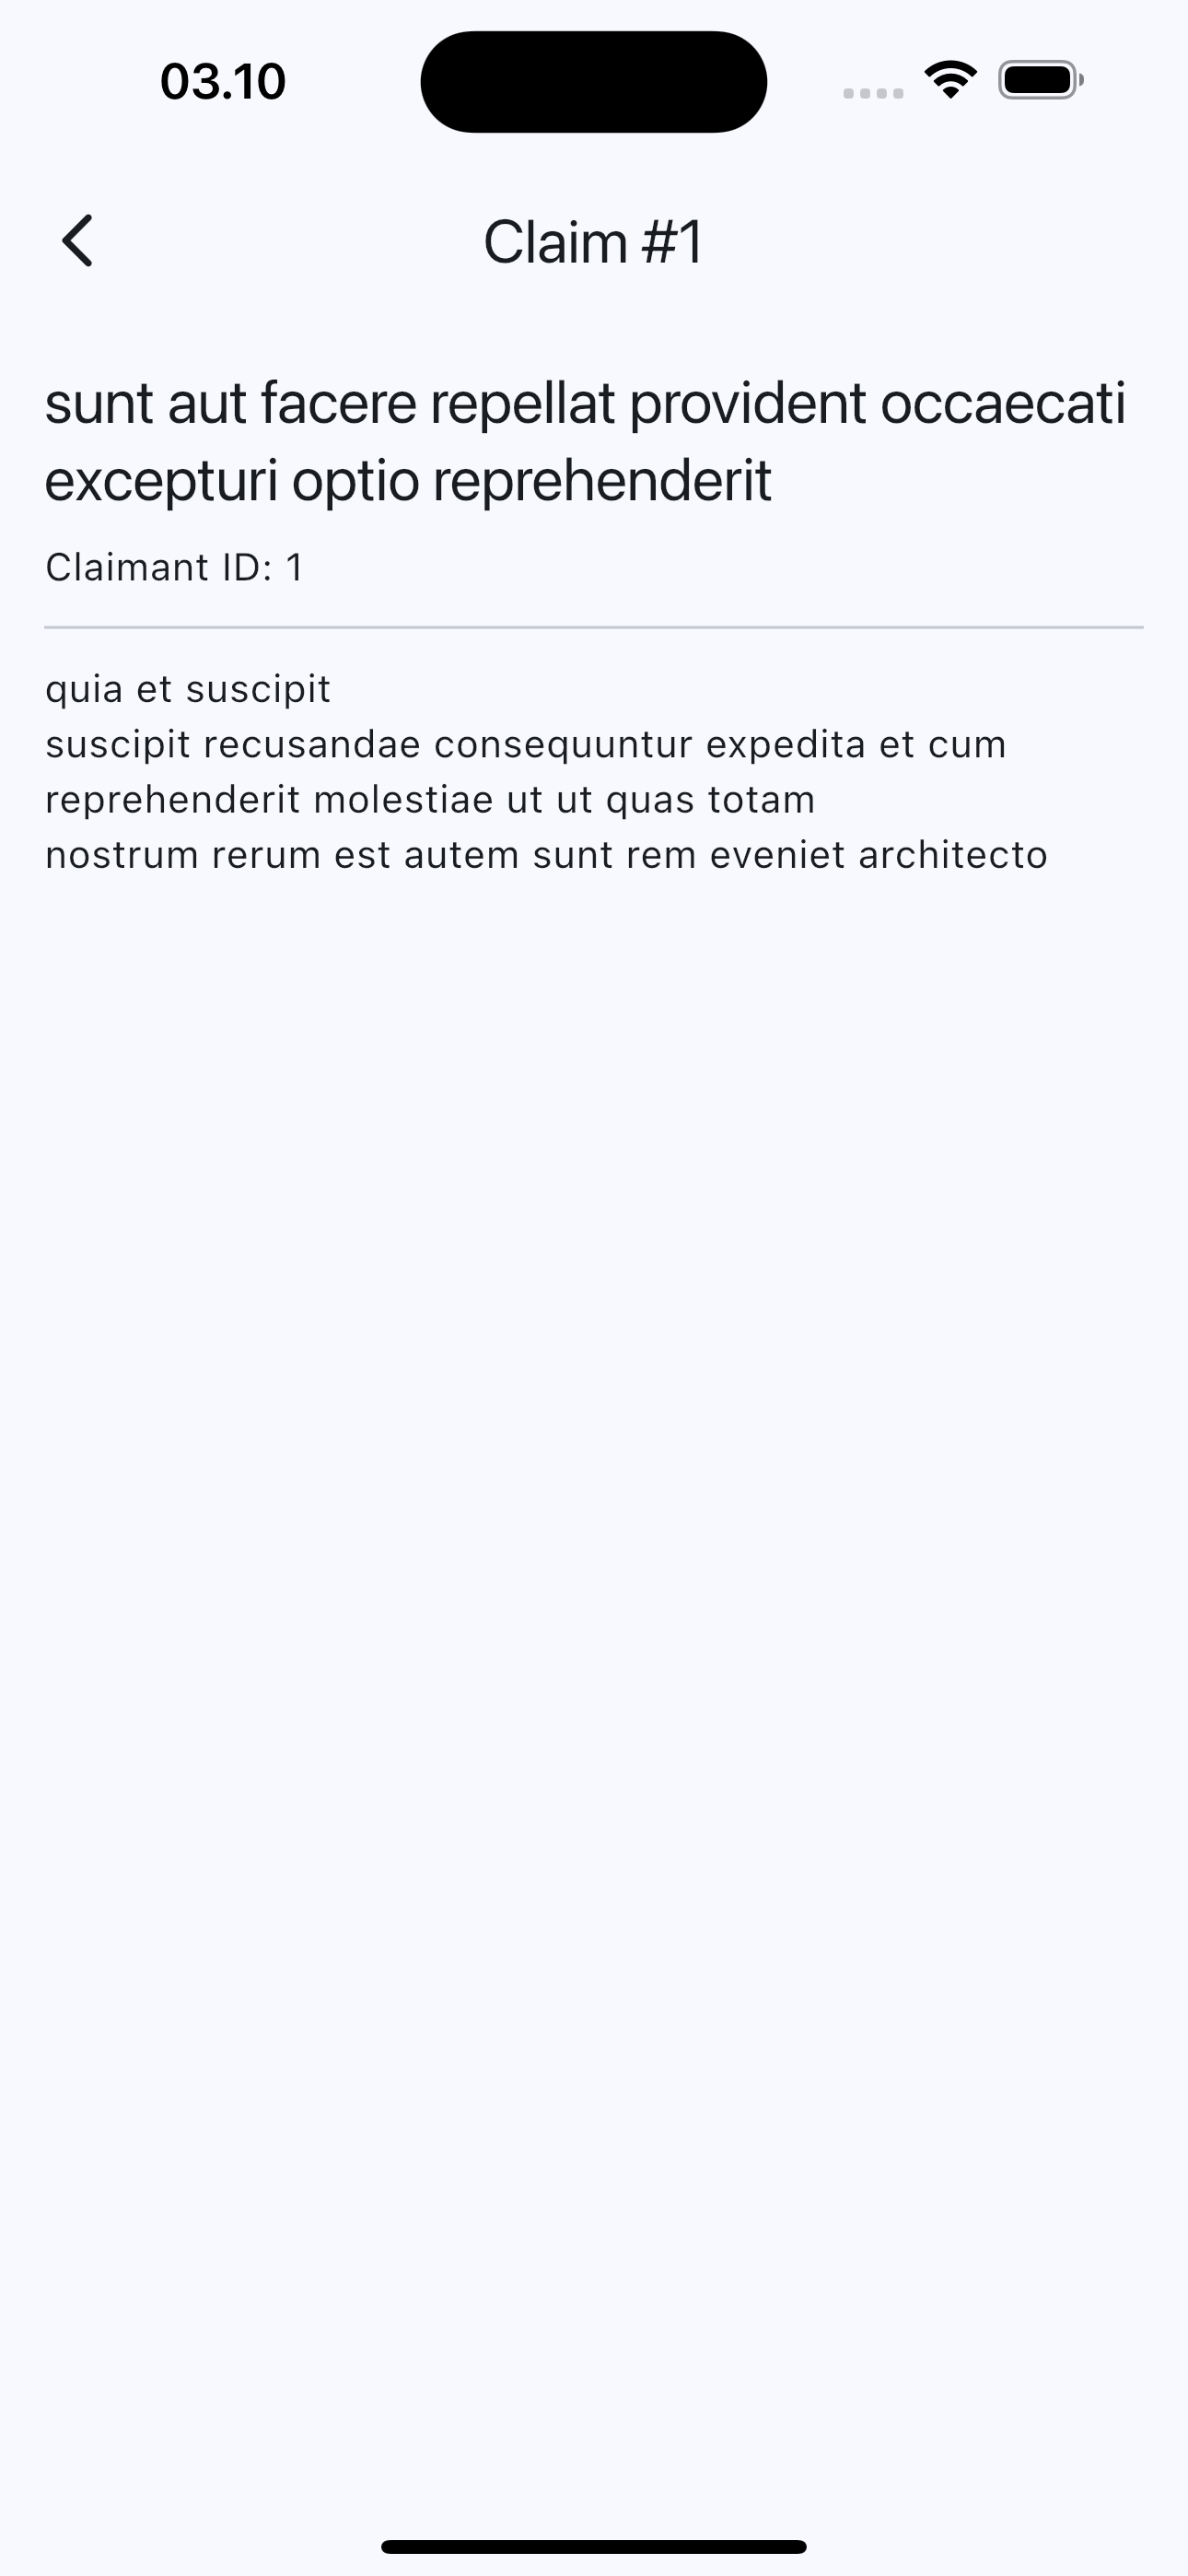 03.10
Claim #1
sunt aut facere repellat provident occaecati
excepturi optio reprehenderit
Claimant ID: 1
quia et suscipit
suscipit recusandae consequuntur expedita et cum
reprehenderit molestiae ut ut quas totam
nostrum rerum est autem sunt rem eveniet architecto